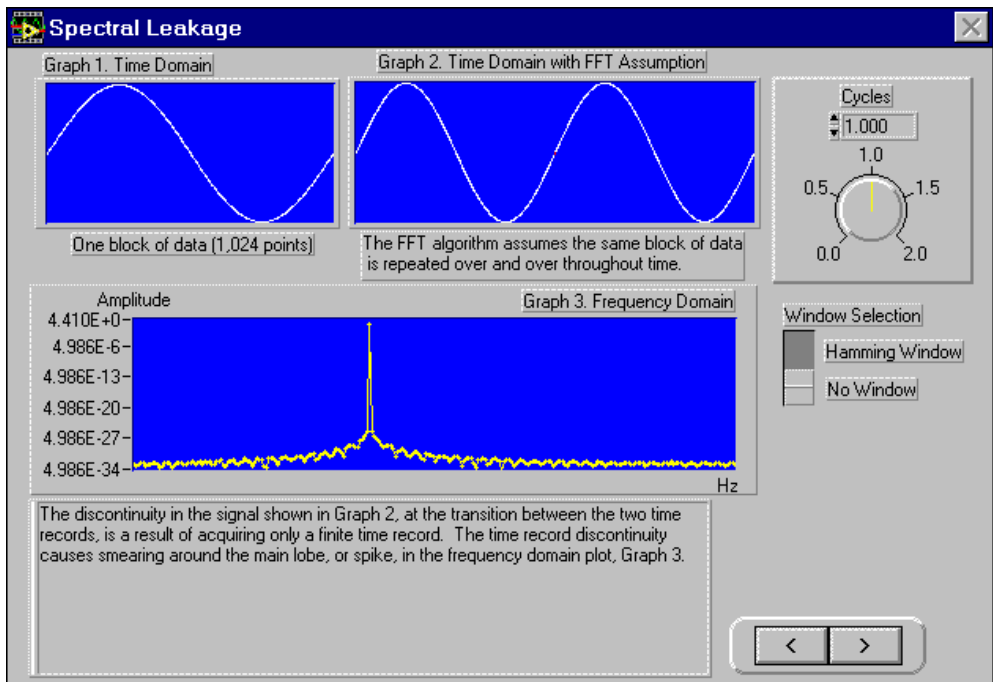 Spectral Leakage
Graph 1. Time Domain
Graph 2. Time Domain with FFT Assumption
One block of data (1,024 points)
The FFT algorithm assumes the same block of data
is repeated over and over throughout time.
Cycles
1.000
1.0
0.5
1.5
0.0
2.0
Amplitude
Graph 3. Frequency Domain
4.410E+0
4.986E-6
4.986E-13
4.986E-20
4.986E-27
4.986E-34
Hz
Window Selection
Hamming Window
No Window
The discontinuity in the signal shown in Graph 2, at the transition between the two time
records, is a result of acquiring only a finite time record.  The time record discontinuity
causes smearing around the main lobe, or spike, in the frequency domain plot, Graph 3.
< >